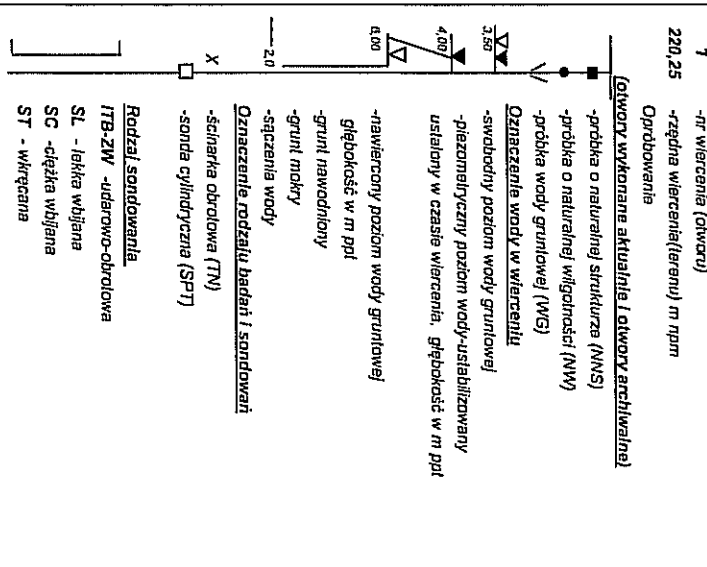 7 -nr wiercenia (otworu)
220,25 -rzędna wiercenia(terenu) m npm
Opróbowanie
(otwory wykonane aktualnie i otwory archiwalne)
-próbka o naturalnej strukturze (NNS)
-próbka o naturalnej wilgotności (NW)
-próbka wody gruntowej (WG)
Oznaczenie wody w wierceniu
3,50 -swobodny poziom wody gruntowej
4,00 -piezometryczny poziom wody-ustabilizowany
ustalony w czasie wiercenia, głębokość w m ppt
6,00 -nawiercony poziom wody gruntowej
głębokość w m ppt
-grunt nawodniony
-grunt mokry
2,0 -sączenia wody
Oznaczenie rodzaju badań i sondowań
X -ścinarka obrotowa (TN)
-sonda cylindryczna (SPT)
Rodzaj sondowania
ITB-ZW -udarowo-obrotowa
SL - lekka wbijana
SC -ciężka wbijana
ST - wkręcana